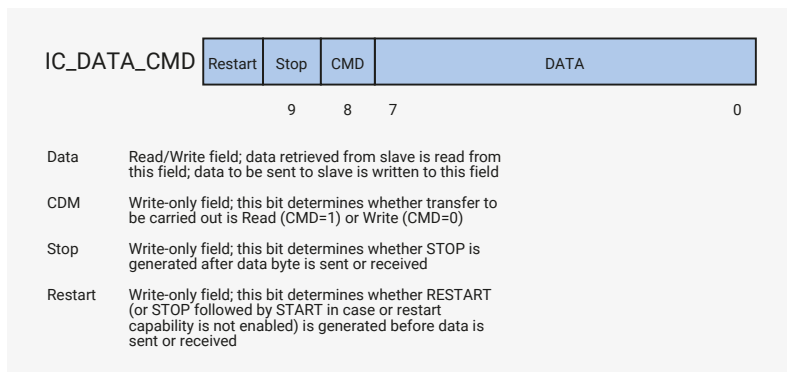 IC_DATA_CMD Restart Stop CMD DATA
9 8 7 0
Data Read/Write field; data retrieved from slave is read from
this field; data to be sent to slave is written to this field
CDM Write-only field; this bit determines whether transfer to
be carried out is Read (CMD=1) or Write (CMD=0)
Stop Write-only field; this bit determines whether STOP is
generated after data byte is sent or received
Restart Write-only field; this bit determines whether RESTART
(or STOP followed by START in case or restart
capability is not enabled) is generated before data is
sent or received